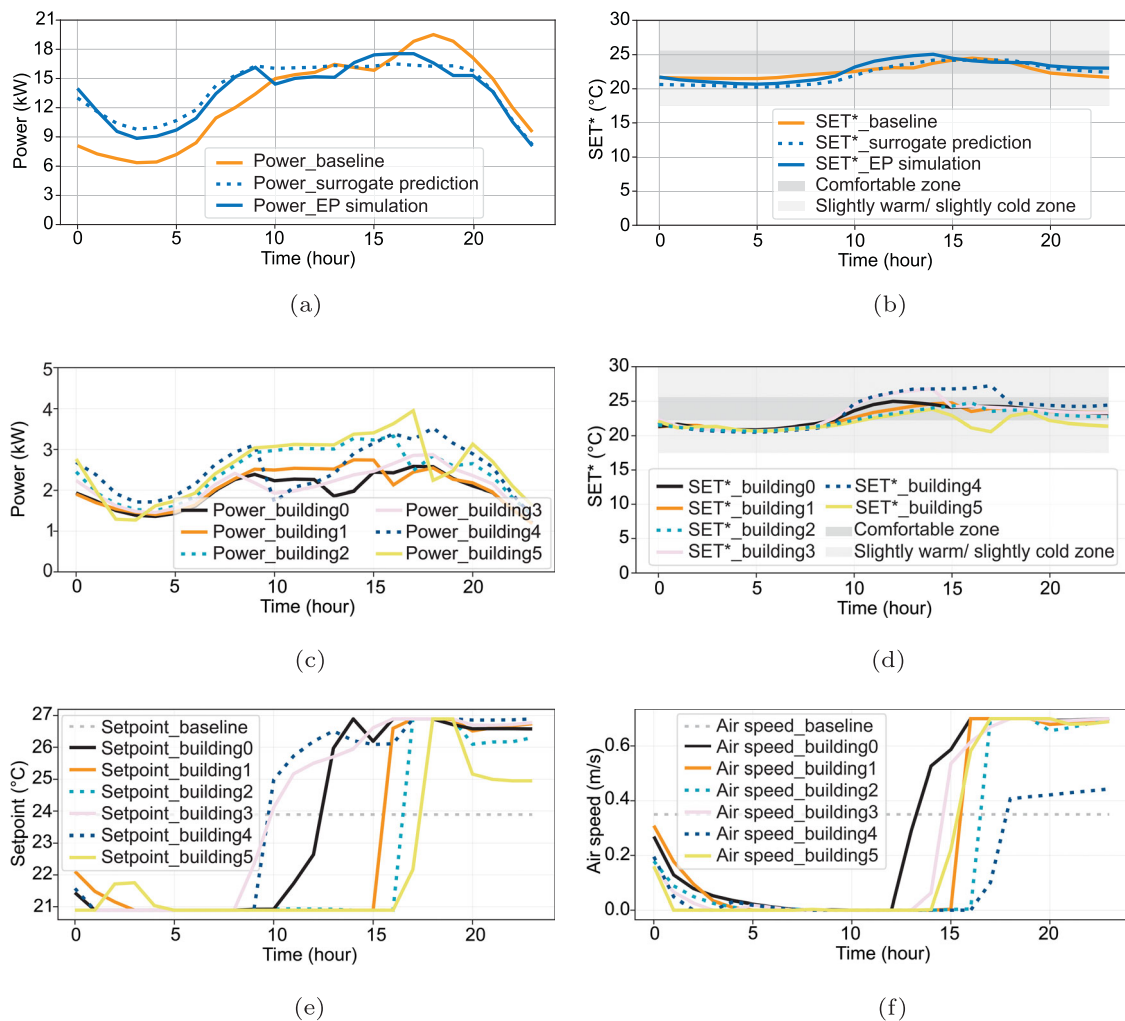 21
18
15
12
9
6
3
0
Power (kW)
Power_baseline
Power_surrogate prediction
Power_EP simulation
0 5 10 15 20
Time (hour)
(a)
30
25
20
15
10
5
0
SET* (°C)
SET*_baseline
SET*_surrogate prediction
SET*_EP simulation
Comfortable zone
Slightly warm/ slightly cold zone
0 5 10 15 20
Time (hour)
(b)
5
4
3
2
1
0
Power (kW)
Power_building0 Power_building3
Power_building1 Power_building4
Power_building2 Power_building5
0 5 10 15 20
Time (hour)
(c)
30
25
20
15
10
5
0
SET* (°C)
SET*_building0 SET*_building4
SET*_building1 SET*_building5
SET*_building2 Comfortable zone
SET*_building3 Slightly warm/ slightly cold zone
0 5 10 15 20
Time (hour)
(d)
27
26
25
24
23
22
21
Setpoint (°C)
Setpoint_baseline
Setpoint_building0
Setpoint_building1
Setpoint_building2
Setpoint_building3
Setpoint_building4
Setpoint_building5
0 5 10 15 20
Time (hour)
(e)
0.6
0.4
0.2
0.0
Air speed (m/s)
Air speed_baseline
Air speed_building0
Air speed_building1
Air speed_building2
Air speed_building3
Air speed_building4
Air speed_building5
0 5 10 15 20
Time (hour)
(f)